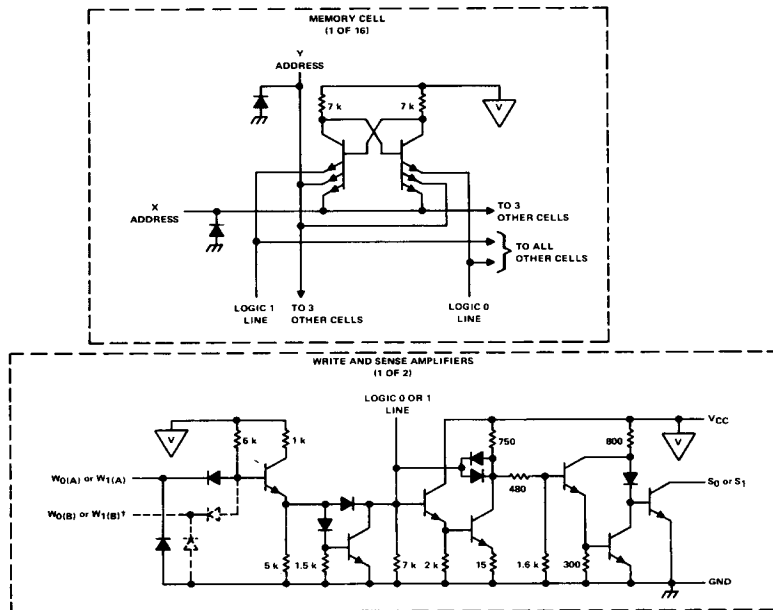 MEMORY CELL
(1 OF 16)
Y
ADDRESS
7 k
7 k
V
X
ADDRESS
TO 3
OTHER CELLS
TO ALL
OTHER CELLS
LOGIC 1
LINE
TO 3
OTHER CELLS
LOGIC 0
LINE
WRITE AND SENSE AMPLIFIERS
(1 OF 2)
LOGIC 0 OR 1
LINE
V
6 k
1 k
750
800
V
VCC
W0(A) or W1(A)
W0(B) or W1(B)†
480
S0 or S1
5 k
1.5 k
7 k
2 k
15
1.6 k
300
GND